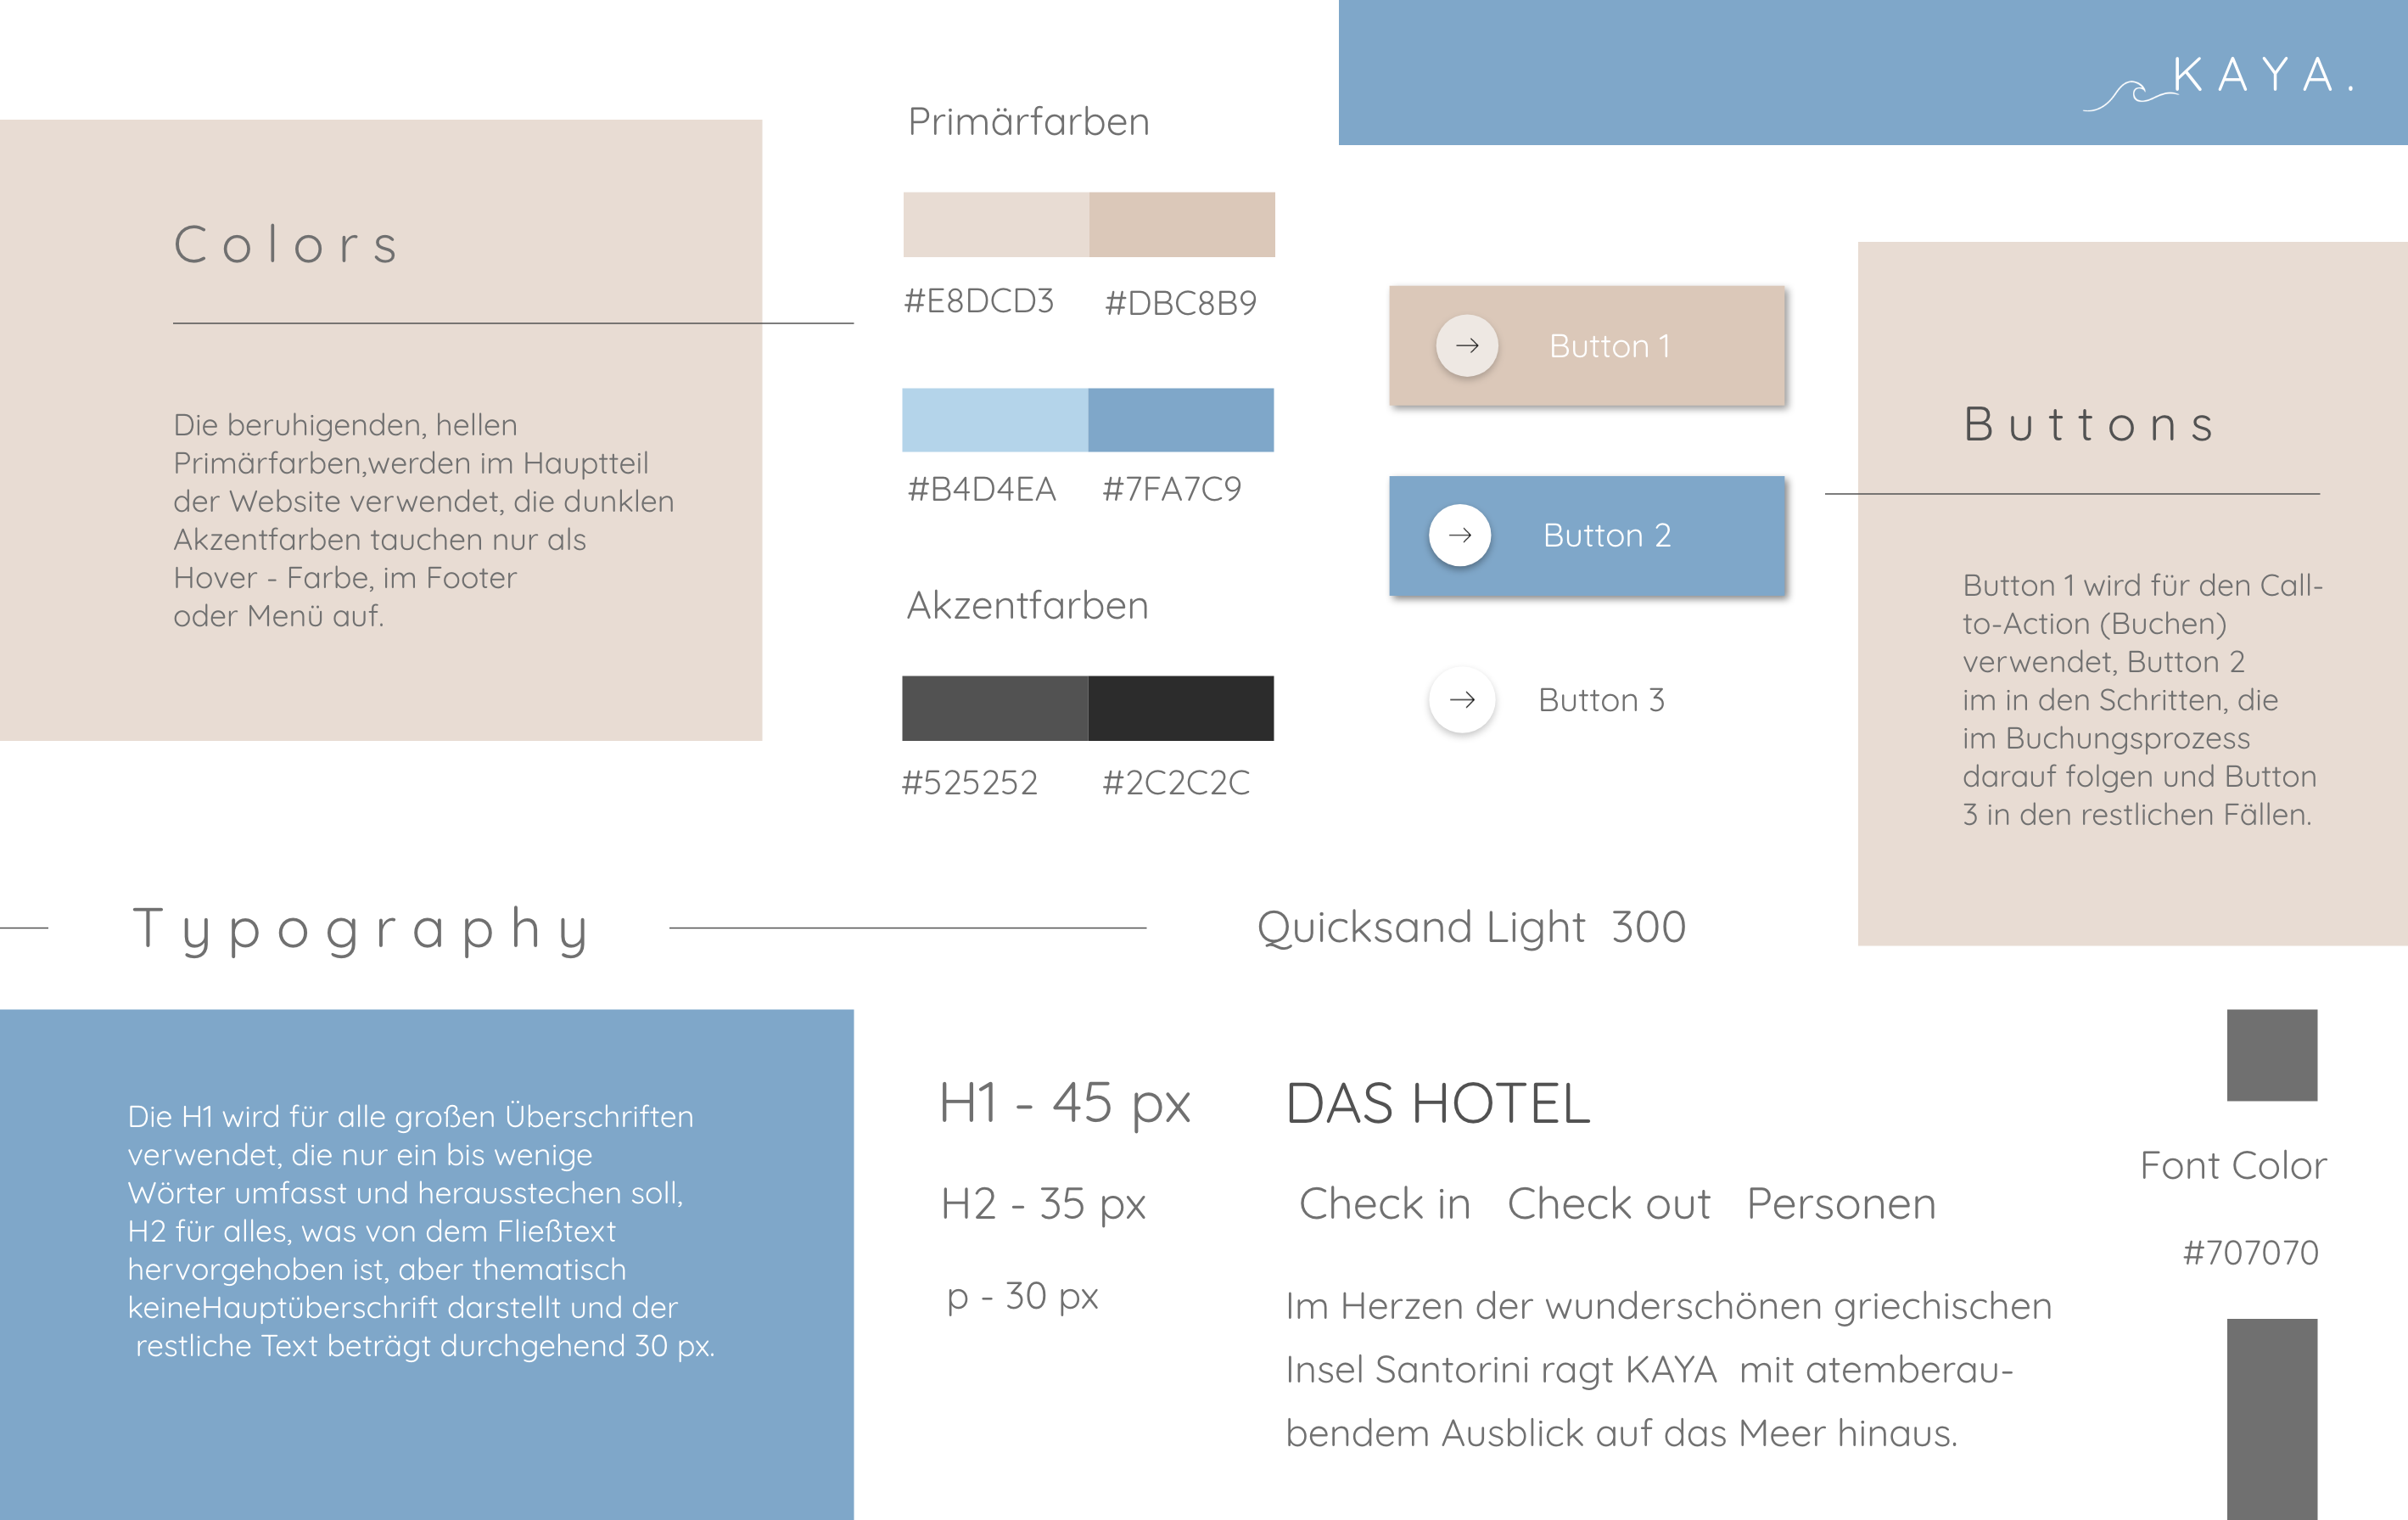 KAYA.
Colors
Die beruhigenden, hellen
Primärfarben,werden im Hauptteil
der Website verwendet, die dunklen
Akzentfarben tauchen nur als
Hover - Farbe, im Footer
oder Menü auf.
Primärfarben
#E8DCD3 #DBC8B9
#B4D4EA #7FA7C9
Akzentfarben
#525252 #2C2C2C
Button 1
Button 2
Button 3
Buttons
Button 1 wird für den Call-
to-Action (Buchen)
verwendet, Button 2
im in den Schritten, die
im Buchungsprozess
darauf folgen und Button
3 in den restlichen Fällen.
Typography
Quicksand Light 300
Die H1 wird für alle großen Überschriften
verwendet, die nur ein bis wenige
Wörter umfasst und herausstechen soll,
H2 für alles, was von dem Fließtext
hervorgehoben ist, aber thematisch
keineHauptüberschrift darstellt und der
restliche Text beträgt durchgehend 30 px.
H1 - 45 px
DAS HOTEL
H2 - 35 px
Check in Check out Personen
p - 30 px
Im Herzen der wunderschönen griechischen
Insel Santorini ragt KAYA mit atemberau-
bendem Ausblick auf das Meer hinaus.
Font Color
#707070